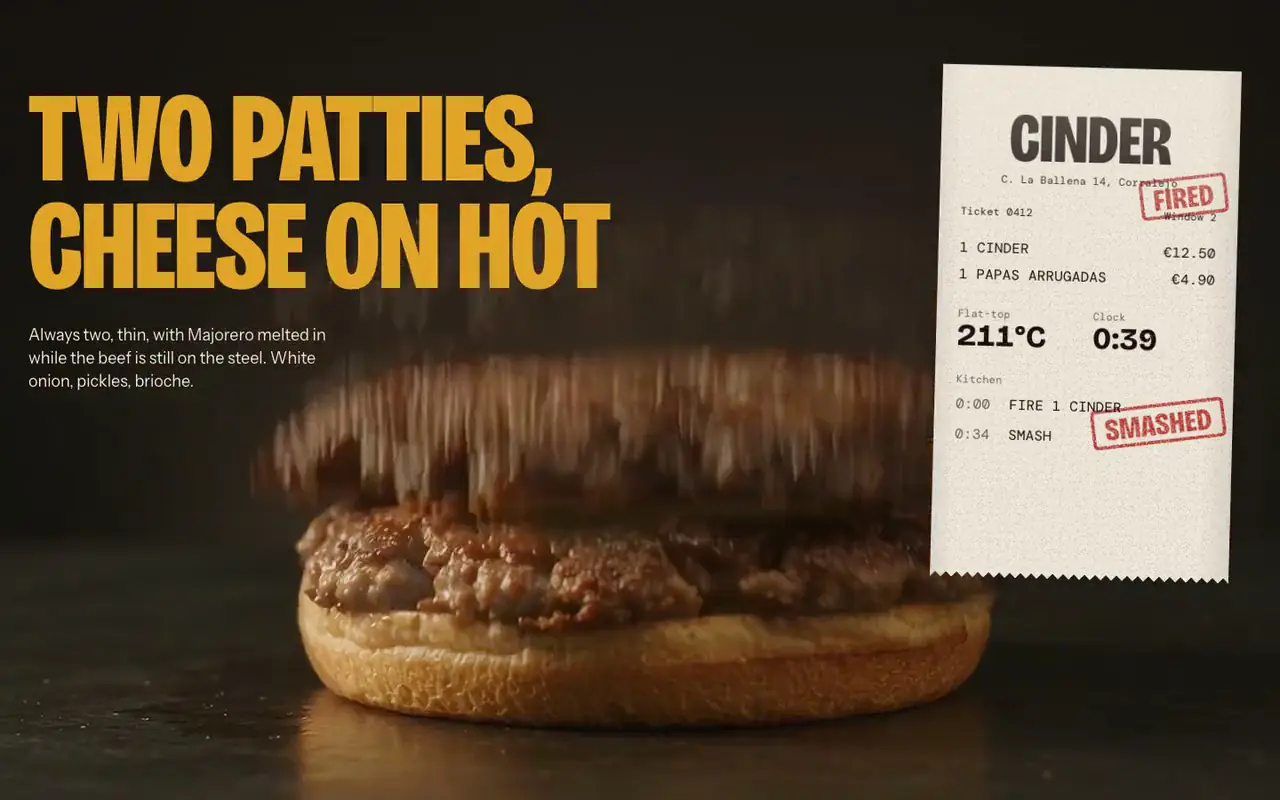 TWO PATTIES,
CHEESE ON HOT
Always two, thin, with Majorero melted in
while the beef is still on the steel. White
onion, pickles, brioche.
CINDER
C. La Ballena 14, Corralejo
FIRED
Ticket 0412
Window 2
1 CINDER €12.50
1 PAPAS ARRUGADAS €4.90
Flat-top Clock
211°C 0:39
Kitchen
0:00 FIRE 1 CINDER
SMASHED
0:34 SMASH